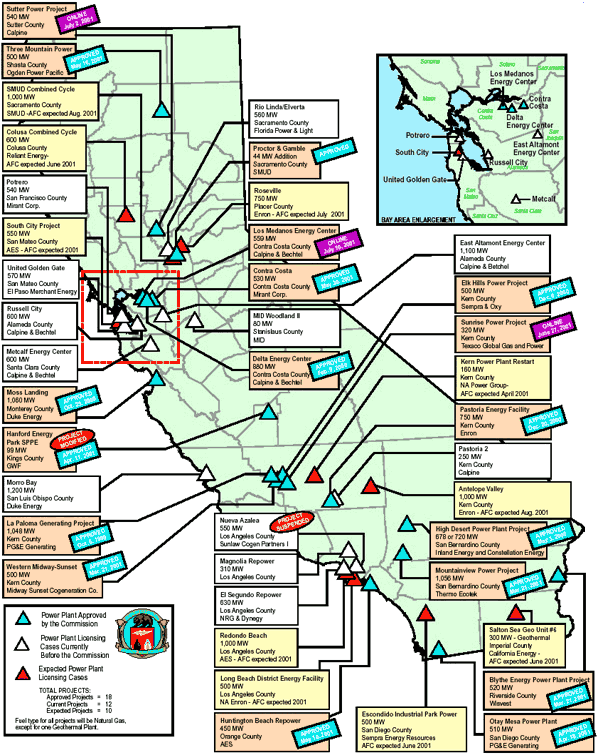 Sutter Power Project
540 MW
Sutter County
Calpine
ONLINE
July 2, 2001
Three Mountain Power
500 MW
Shasta County
Ogden Power Pacific
APPROVED
SMUD Combined Cycle
1,000 MW
Sacramento County
SMUD -AFC expected Aug. 2001
Colusa Combined Cycle
600 MW
Colusa County
Reliant Energy-
AFC expected June 2001
Potrero
540 MW
San Francisco County
Mirant Corp.
South City Project
550 MW
San Mateo County
AES - AFC expected 2001
United Golden Gate
570 MW
San Mateo County
El Paso Merchant Energy
Russell City
600 MW
Alameda County
Calpine & Bechtel
Metcalf Energy Center
600 MW
Santa Clara County
Calpine & Bechtel
Moss Landing
1,060 MW
Monterey County
Duke Energy
APPROVED
Hanford Energy
Park SPPE
99 MW
Kings County
GWF
PROJECT
MODIFIED
APPROVED
Morro Bay
1,200 MW
San Luis Obispo County
Duke Energy
La Paloma Generating Project
1,048 MW
Kern County
PG&E Generating
APPROVED
Western Midway-Sunset
500 MW
Kern County
Midway Sunset Cogeneration Co.
APPROVED
Rio Linda/Elverta
560 MW
Sacramento County
Florida Power & Light
Proctor & Gamble
44 MW Addition
Sacramento County
SMUD
APPROVED
Roseville
750 MW
Placer County
Enron - AFC expected July 2001
Los Medanos Energy Center
559 MW
Contra Costa County
Calpine & Bechtel
ONLINE
Contra Costa
530 MW
Contra Costa County
Mirant Corp.
APPROVED
MID Woodland II
80 MW
Stanislaus County
MID
Delta Energy Center
880 MW
Contra Costa County
Calpine & Bechtel
APPROVED
Los Medanos
Energy Center
Contra
Costa
Delta
Energy Center
Potrero
South City
East Altamont
Energy Center
Russell City
United Golden Gate
Metcalf
Sonoma
Solano
Marin
San
Mateo
Santa Cruz
Santa Clara
BAY AREA ENLARGEMENT
East Altamont Energy Center
1,100 MW
Alameda County
Calpine & Betchel
Elk Hills Power Project
500 MW
Kern County
Sempra & Oxy
APPROVED
Sunrise Power Project
320 MW
Kern County
Texaco Global Gas and Power
ONLINE
June 27, 2001
Kern Power Plant Restart
160 MW
Kern County
NA Power Group-
AFC expected April 2001
Pastoria Energy Facility
750 MW
Kern County
Enron
APPROVED
Pastoria 2
250 MW
Kern County
Calpine
Antelope Valley
1,000 MW
Kern County
Enron - AFC expected Aug. 2001
High Desert Power Plant Project
678 or 720 MW
San Bernardino County
Inland Energy and Constellation Energy
APPROVED
Mountainview Power Project
1,056 MW
San Bernardino County
Thermo Ecotek
APPROVED
Nueva Azalea
550 MW
Los Angeles County
Sunlaw Cogen Partners I
PROJECT
SUSPENDED
Magnolia Repower
310 MW
Los Angeles County
El Segundo Repower
630 MW
Los Angeles County
NRG & Dynegy
Redondo Beach
1,000 MW
Los Angeles County
AES - AFC expected 2001
Long Beach District Energy Facility
500 MW
Los Angeles County
NA Enron - AFC expected 2001
Huntington Beach Repower
450 MW
Orange County
AES
APPROVED
Escondido Industrial Park Power
500 MW
San Diego County
Sempra Energy Resources
AFC expected June 2001
Salton Sea Geo Unit #6
300 MW - Geothermal
Imperial County
California Energy -
AFC expected June 2001
Blythe Energy Power Plant Project
520 MW
Riverside County
Wisvest
APPROVED
Otay Mesa Power Plant
510 MW
San Diego County
PG&E Generating
APPROVED
Power Plant Approved
by the Commission
Power Plant Licensing
Cases Currently
Before the Commission
Expected Power Plant
Licensing Cases
TOTAL PROJECTS:
Approved Projects = 18
Current Projects = 12
Expected Projects = 10
Fuel type for all projects will be Natural Gas,
except for one Geothermal Plant.